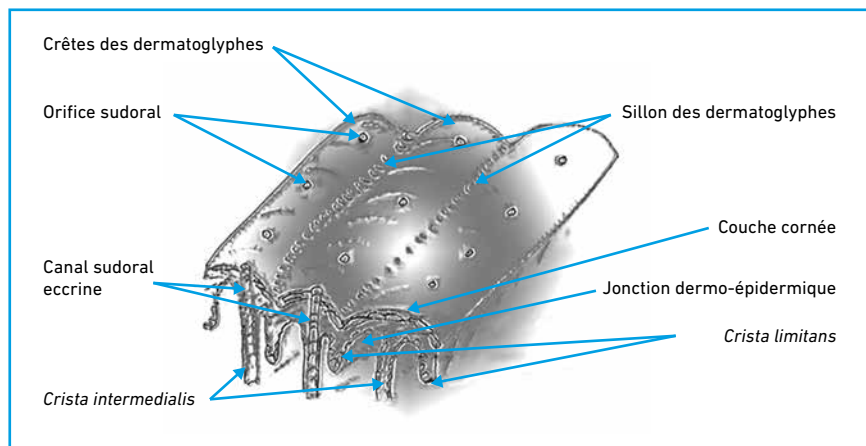 Crêtes des dermatoglyphes
Orifice sudoral
Sillon des dermatoglyphes
Couche cornée
Canal sudoral
eccrine
Jonction dermo-épidermique
Crista limitans
Crista intermedialis